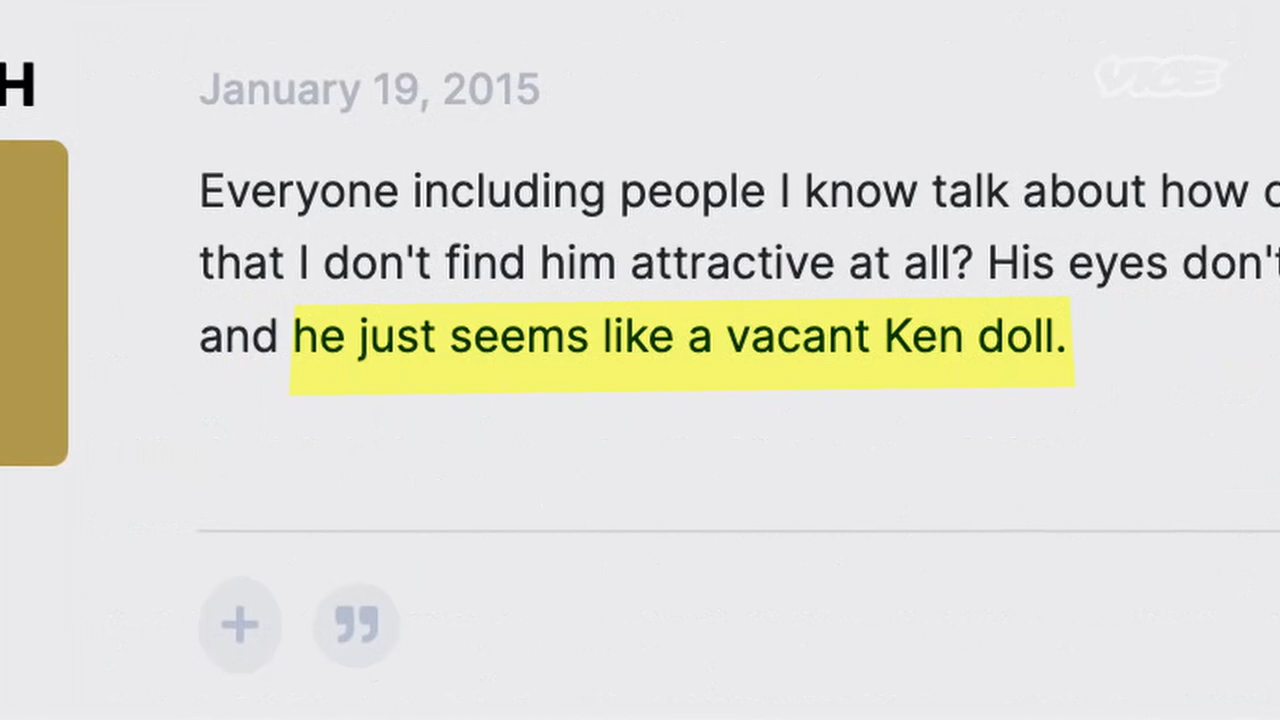 H
January 19, 2015
VICE
Everyone including people I know talk about how
that I don't find him attractive at all? His eyes don't
and he just seems like a vacant Ken doll.